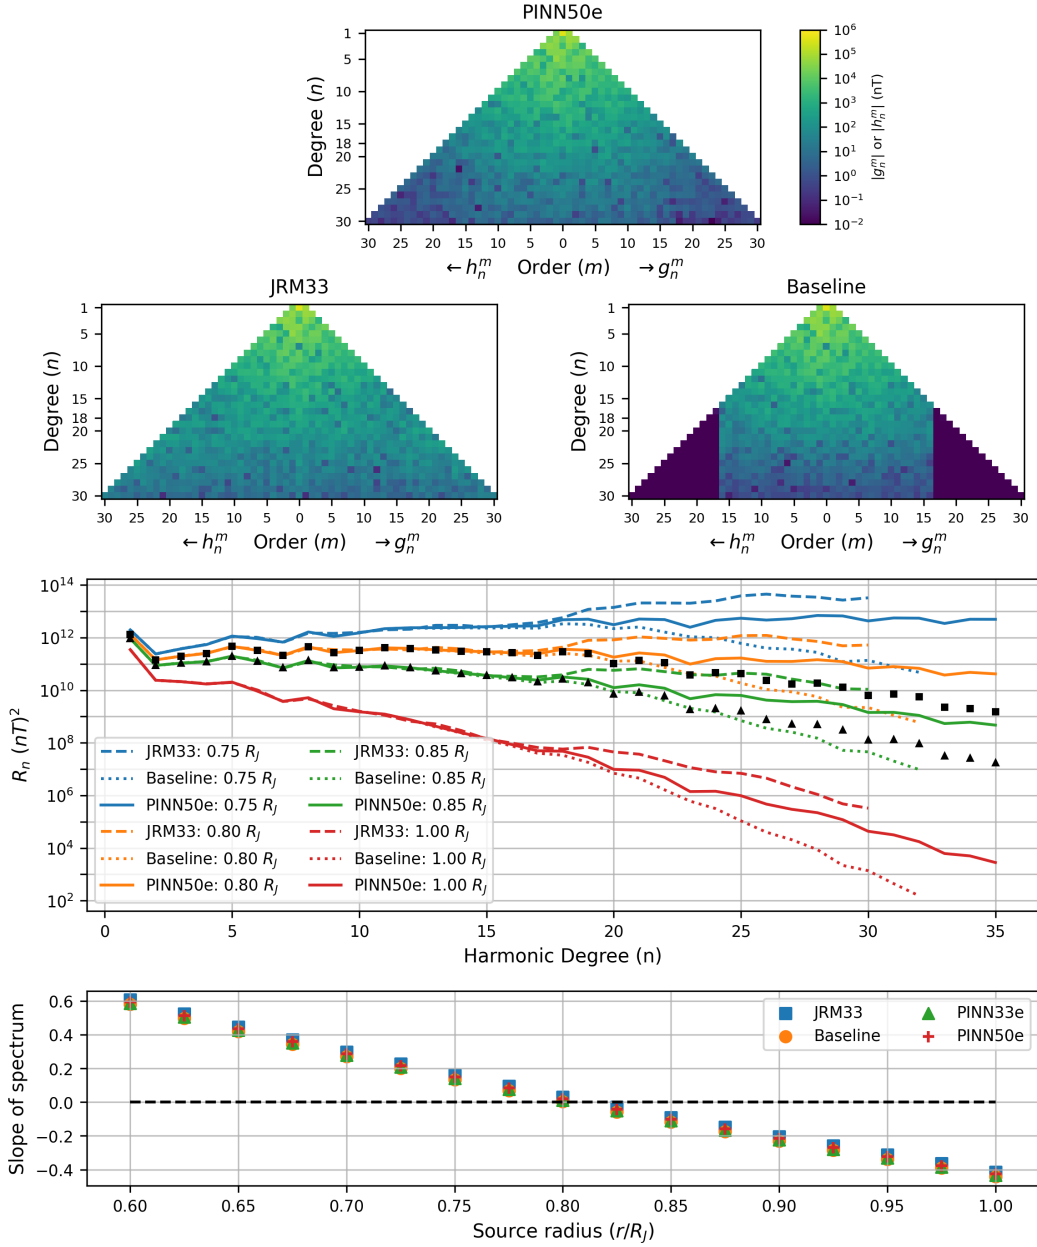 PINN50e
Degree (n)
1
5
10
15
18
20
25
30
30 25 20 15 10 5 0 5 10 15 20 25 30
← h_n^m Order (m) → g_n^m
10^6
10^5
10^4
10^3
10^2
10^1
10^0
10^-1
10^-2
|g_n^m| or |h_n^m| (nT)
JRM33
Degree (n)
1
5
10
15
18
20
25
30
30 25 20 15 10 5 0 5 10 15 20 25 30
← h_n^m Order (m) → g_n^m
Baseline
Degree (n)
1
5
10
15
18
20
25
30
30 25 20 15 10 5 0 5 10 15 20 25 30
← h_n^m Order (m) → g_n^m
R_n (nT)^2
10^14
10^12
10^10
10^8
10^6
10^4
10^2
JRM33: 0.75 R_J
Baseline: 0.75 R_J
PINN50e: 0.75 R_J
JRM33: 0.80 R_J
Baseline: 0.80 R_J
PINN50e: 0.80 R_J
JRM33: 0.85 R_J
Baseline: 0.85 R_J
PINN50e: 0.85 R_J
JRM33: 1.00 R_J
Baseline: 1.00 R_J
PINN50e: 1.00 R_J
0 5 10 15 20 25 30 35
Harmonic Degree (n)
Slope of spectrum
0.6
0.4
0.2
0.0
−0.2
−0.4
JRM33
Baseline
PINN33e
PINN50e
0.60 0.65 0.70 0.75 0.80 0.85 0.90 0.95 1.00
Source radius (r/R_J)